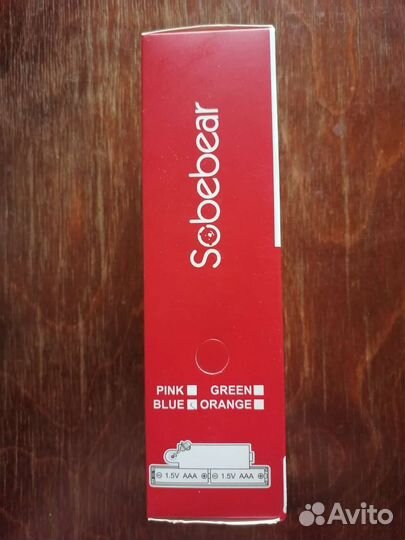 Sobebear
PINK GREEN
BLUE ORANGE
1.5V AAA 1.5V AAA
Avito